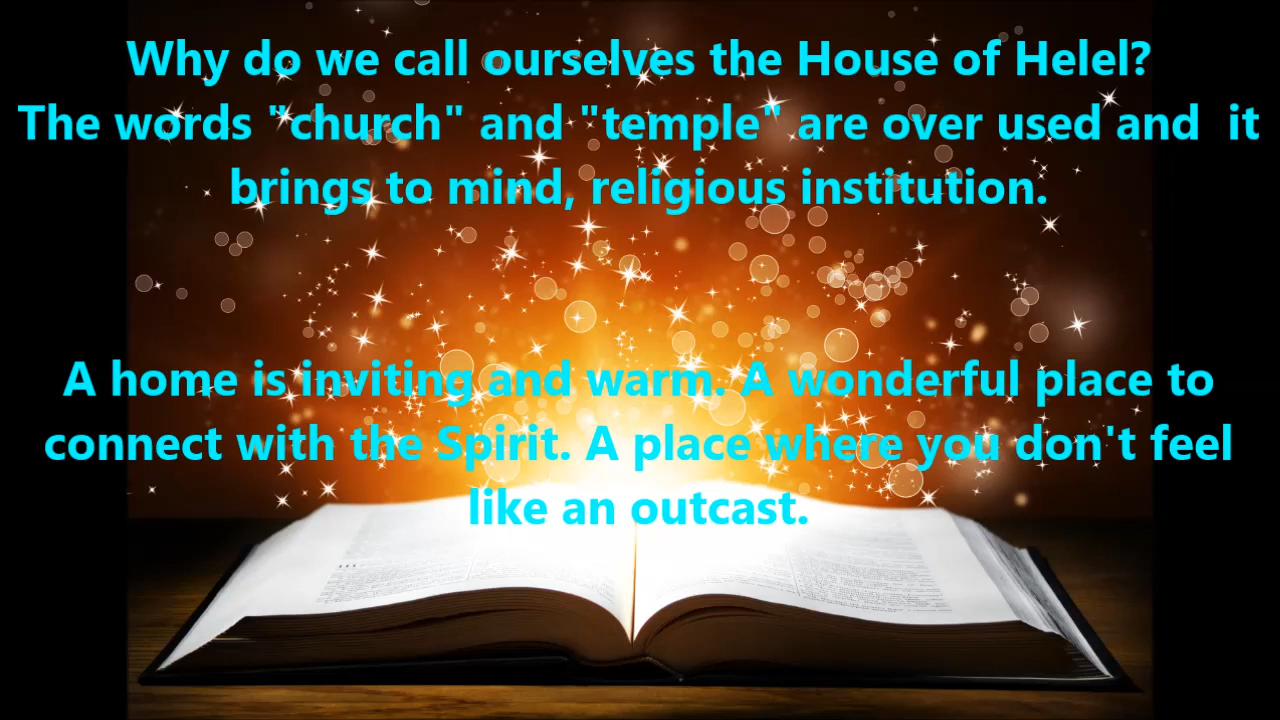 Why do we call ourselves the House of Helel?
The words "church" and "temple" are over used and  it
brings to mind, religious institution.
A home is inviting and warm. A wonderful place to
connect with the Spirit. A place where you don't feel
like an outcast.